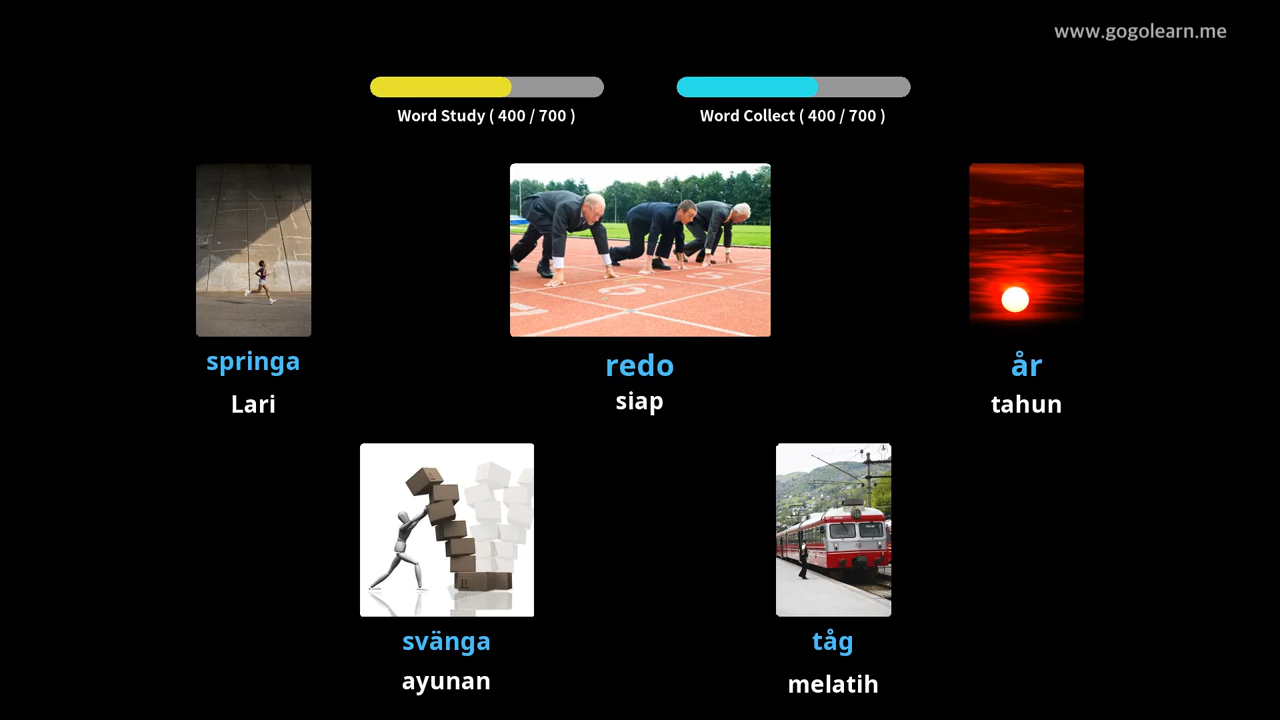 www.gogolearn.me
Word Study ( 400 / 700 )
Word Collect ( 400 / 700 )
springa
Lari
redo
siap
år
tahun
svänga
ayunan
tåg
melatih